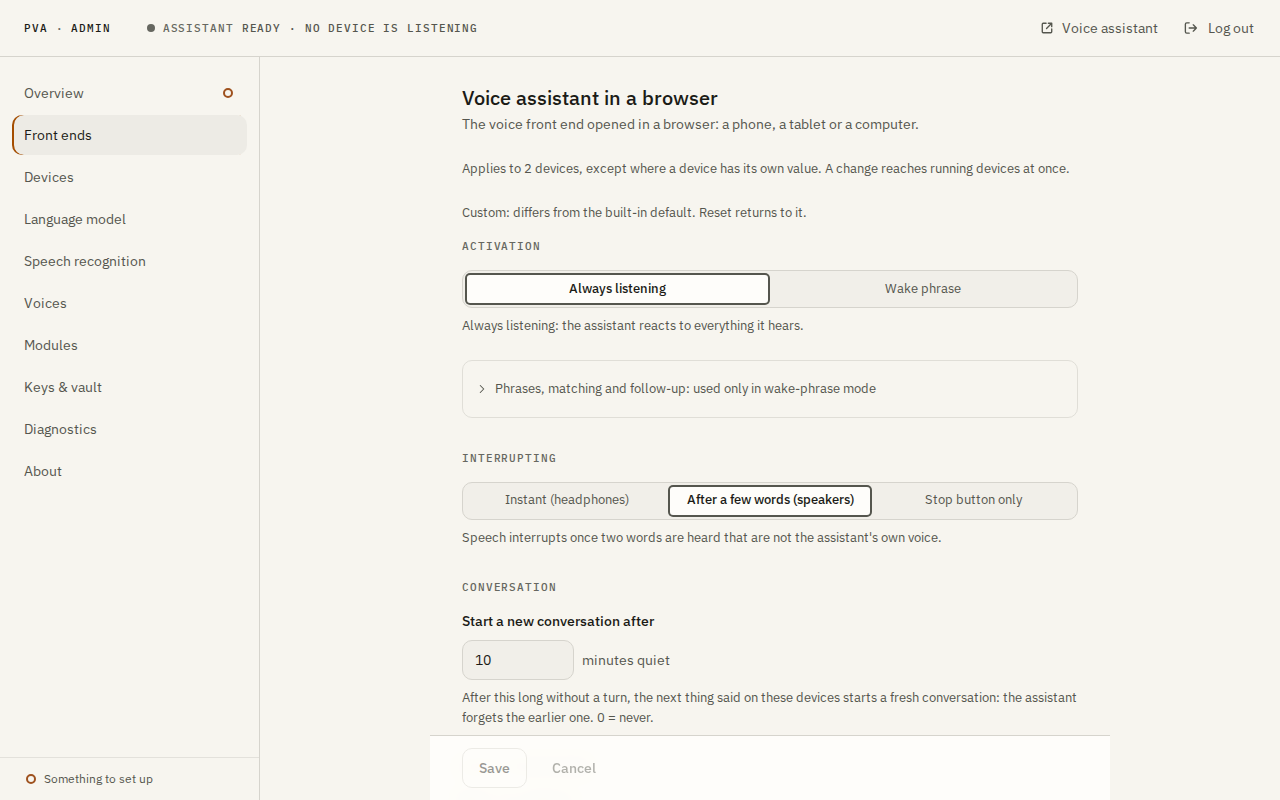 PVA · ADMIN
ASSISTANT READY · NO DEVICE IS LISTENING
Voice assistant
Log out
Overview
Front ends
Devices
Language model
Speech recognition
Voices
Modules
Keys & vault
Diagnostics
About
Something to set up
Voice assistant in a browser
The voice front end opened in a browser: a phone, a tablet or a computer.
Applies to 2 devices, except where a device has its own value. A change reaches running devices at once.
Custom: differs from the built-in default. Reset returns to it.
ACTIVATION
Always listening
Wake phrase
Always listening: the assistant reacts to everything it hears.
Phrases, matching and follow-up: used only in wake-phrase mode
INTERRUPTING
Instant (headphones)
After a few words (speakers)
Stop button only
Speech interrupts once two words are heard that are not the assistant's own voice.
CONVERSATION
Start a new conversation after
10 minutes quiet
After this long without a turn, the next thing said on these devices starts a fresh conversation: the assistant
forgets the earlier one. 0 = never.
Save
Cancel